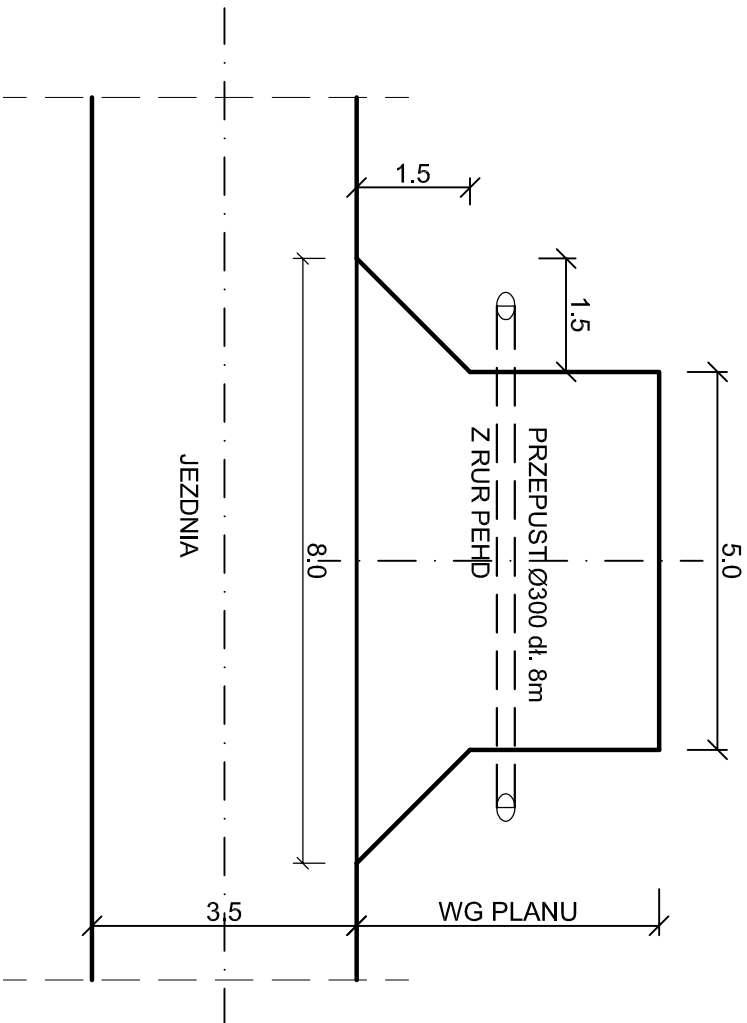 1.5
1.5
5.0
PRZEPUST Ø300 dł. 8m
Z RUR PEHD
8.0
JEZDNIA
3.5
WG PLANU